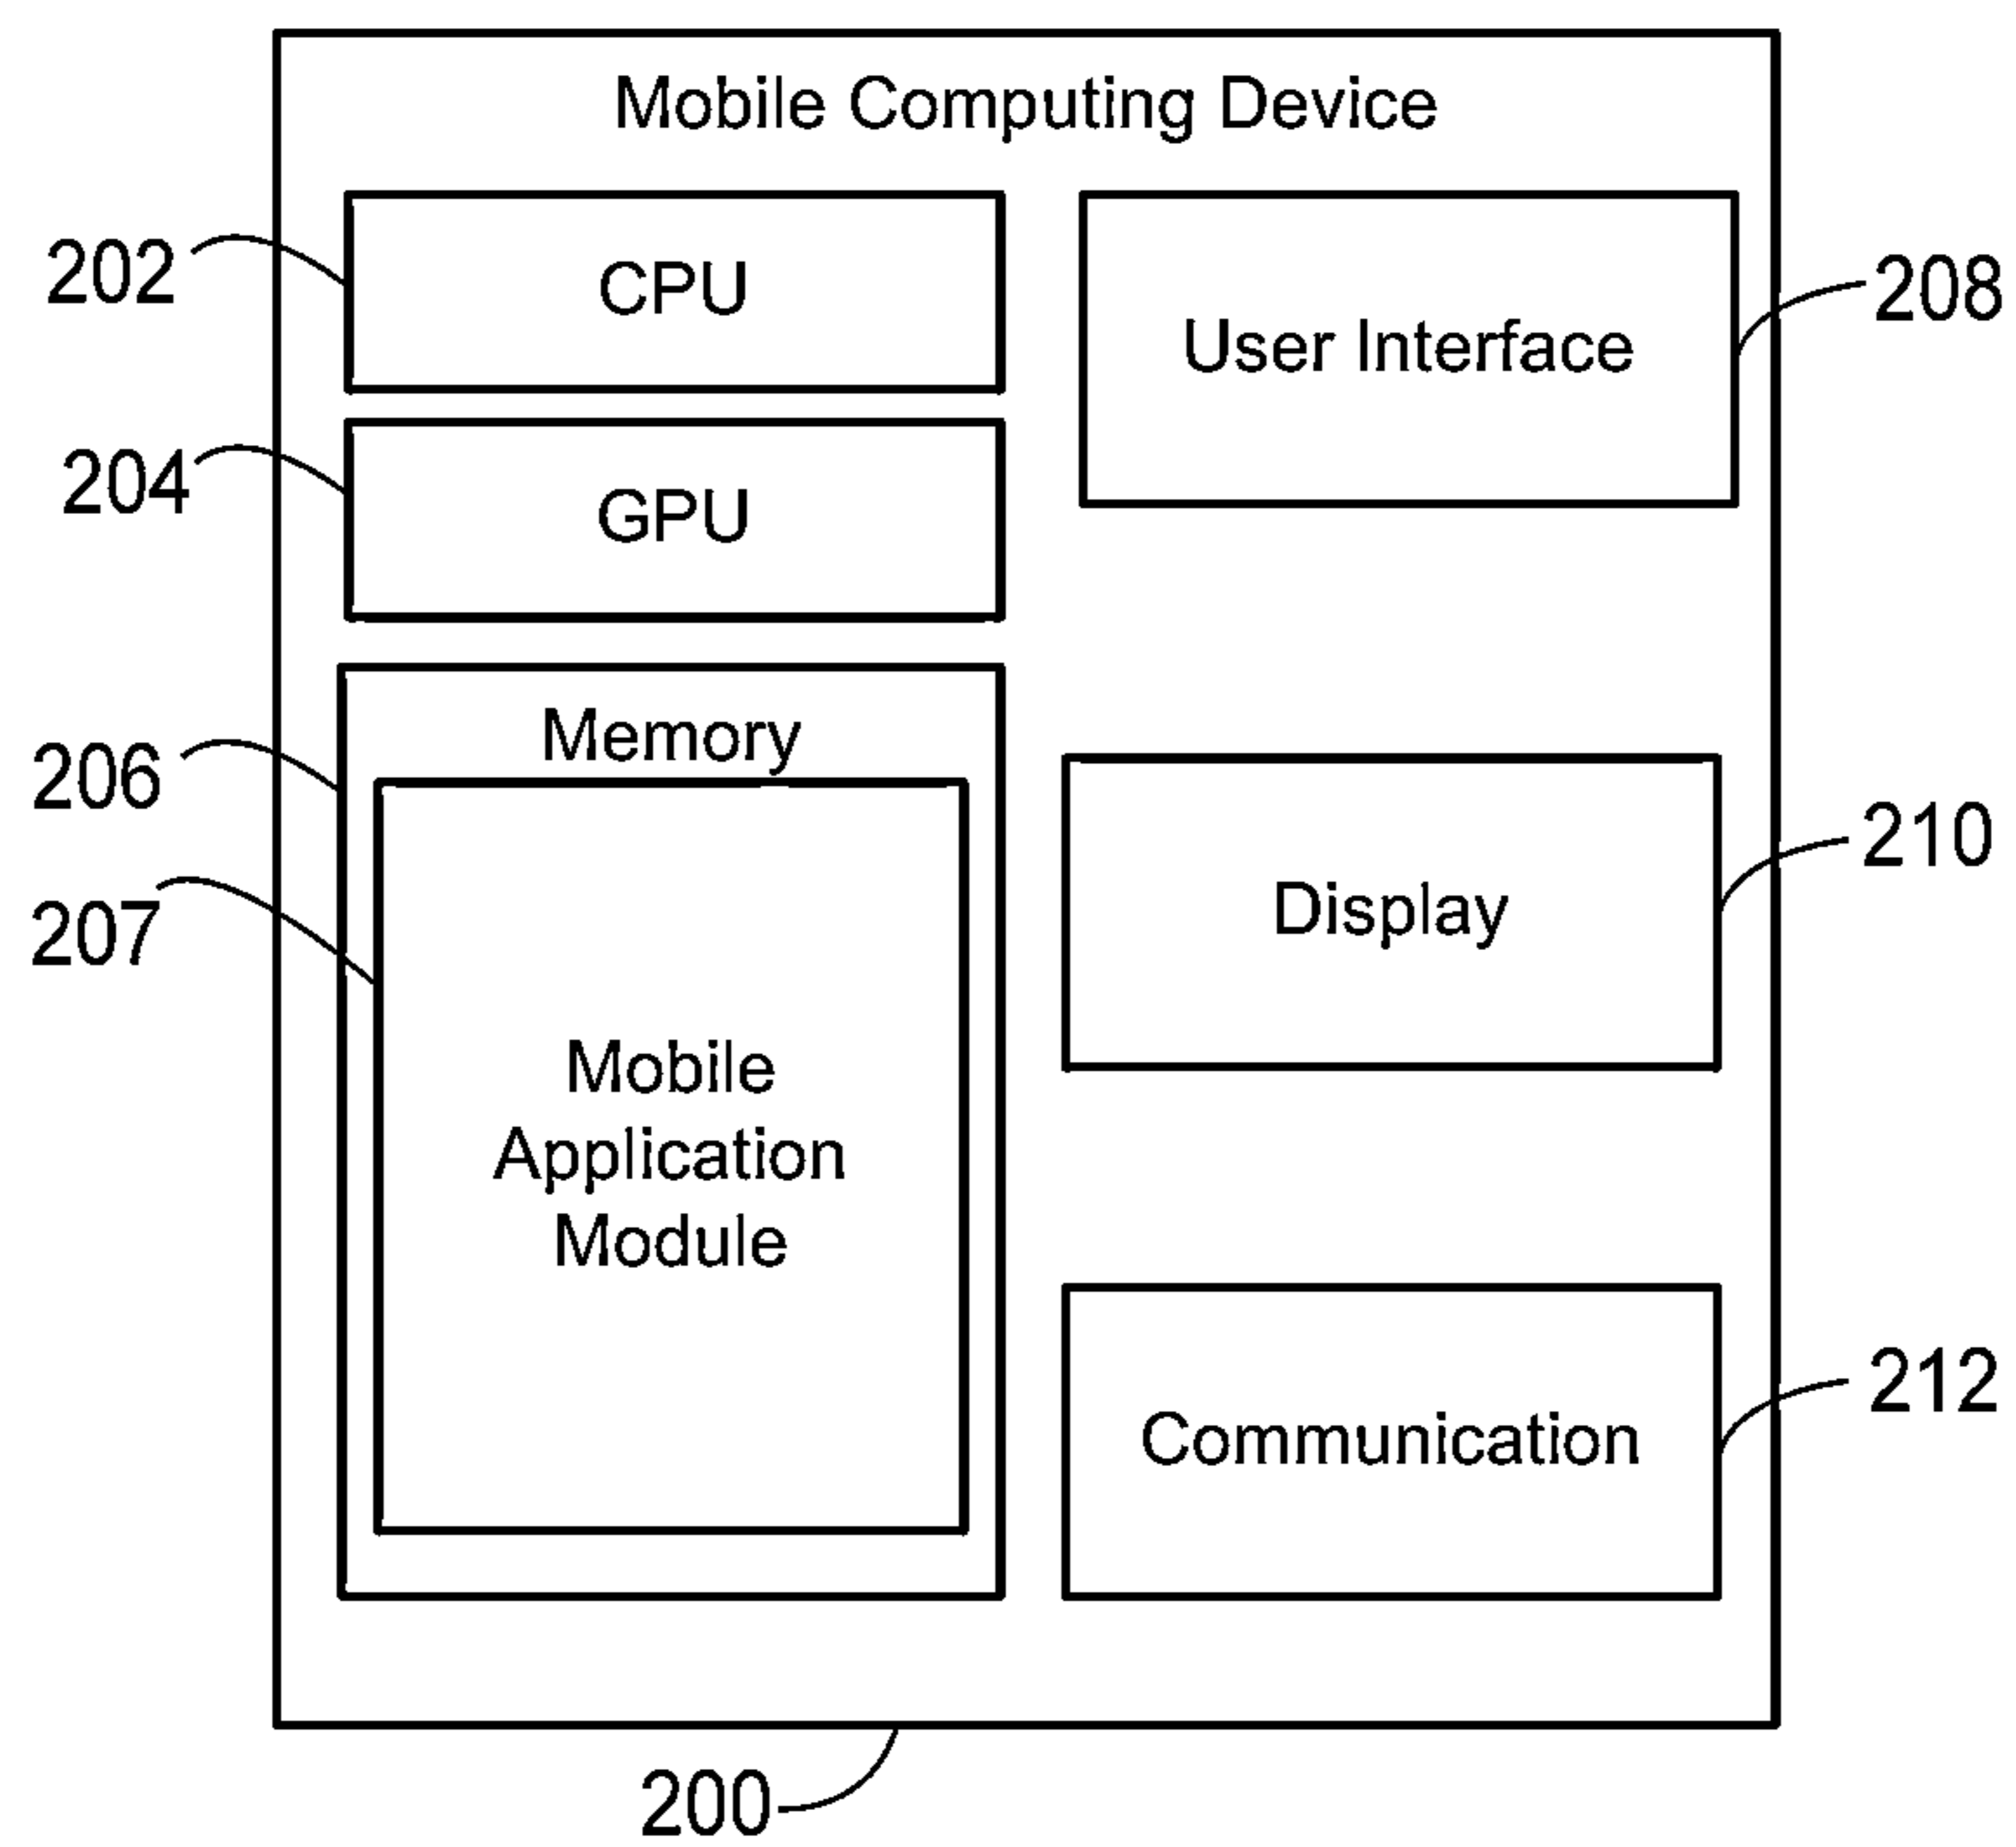 Mobile Computing Device
202
CPU
User Interface
208
204
GPU
206
Memory
207
Mobile
Application
Module
Display
210
Communication
212
200